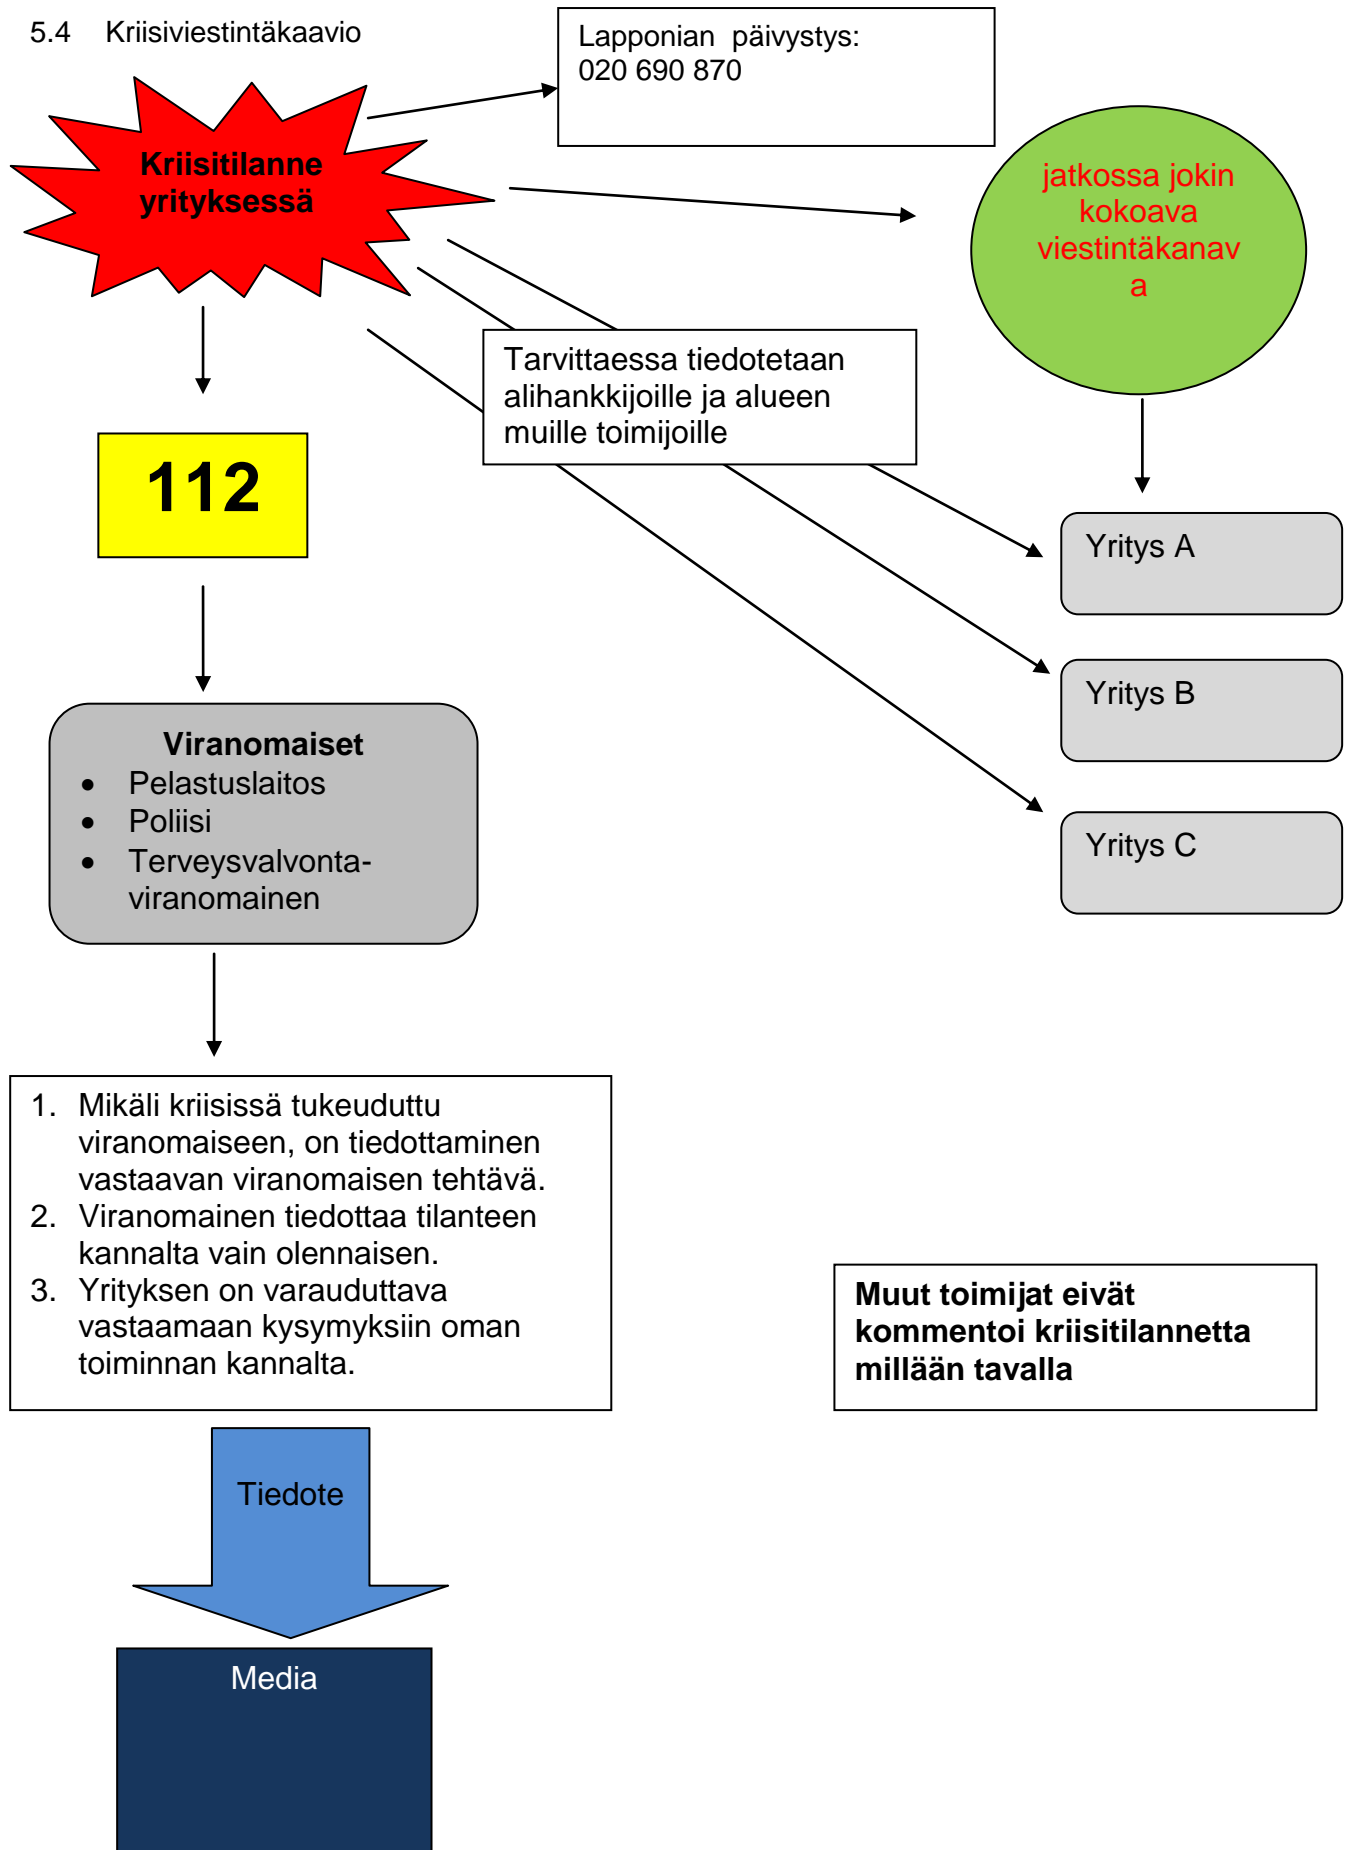 5.4 Kriisiviestintäkaavio
Lapponian päivystys:
020 690 870
Kriisitilanne
yrityksessä
jatkossa jokin
kokoava
viestintäkanav
a
Tarvittaessa tiedotetaan
alihankkijoille ja alueen
muille toimijoille
112
Yritys A
Yritys B
Yritys C
Viranomaiset
• Pelastuslaitos
• Poliisi
• Terveysvalvonta-
viranomainen
1. Mikäli kriisissä tukeuduttu
viranomaiseen, on tiedottaminen
vastaavan viranomaisen tehtävä.
2. Viranomainen tiedottaa tilanteen
kannalta vain olennaisen.
3. Yrityksen on varauduttava
vastaamaan kysymyksiin oman
toiminnan kannalta.
Muut toimijat eivät
kommentoi kriisitilannetta
millään tavalla
Tiedote
Media